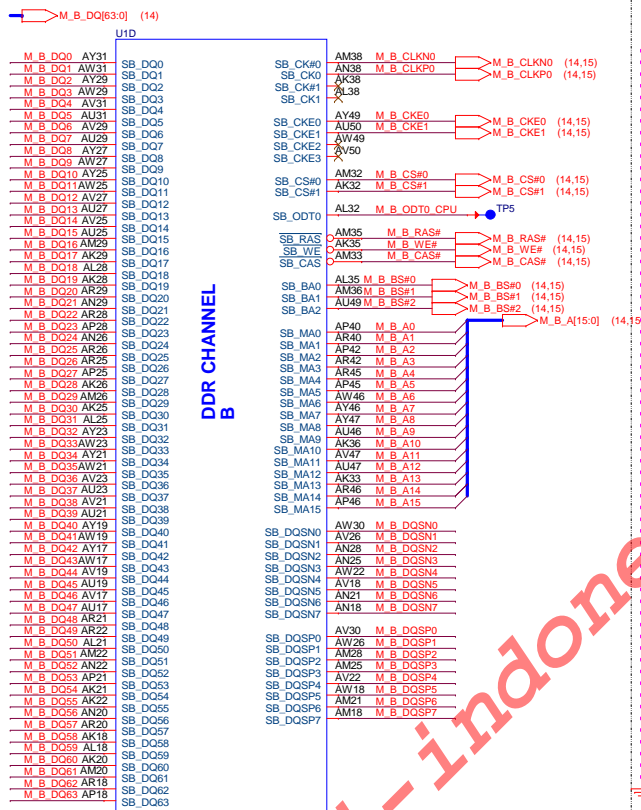 M_B_DQ[63:0] (14)
U1D
M_B_DQ0 AY31 SB_DQ0
M_B_DQ1 AW31 SB_DQ1
M_B_DQ2 AY29 SB_DQ2
M_B_DQ3 AW29 SB_DQ3
M_B_DQ4 AV31 SB_DQ4
M_B_DQ5 AU31 SB_DQ5
M_B_DQ6 AV29 SB_DQ6
M_B_DQ7 AU29 SB_DQ7
M_B_DQ8 AY27 SB_DQ8
M_B_DQ9 AW27 SB_DQ9
M_B_DQ10 AY25 SB_DQ10
M_B_DQ11 AW25 SB_DQ11
M_B_DQ12 AV27 SB_DQ12
M_B_DQ13 AU27 SB_DQ13
M_B_DQ14 AV25 SB_DQ14
M_B_DQ15 AU25 SB_DQ15
M_B_DQ16 AM29 SB_DQ16
M_B_DQ17 AK29 SB_DQ17
M_B_DQ18 AL28 SB_DQ18
M_B_DQ19 AK28 SB_DQ19
M_B_DQ20 AR29 SB_DQ20
M_B_DQ21 AN29 SB_DQ21
M_B_DQ22 AR28 SB_DQ22
M_B_DQ23 AP28 SB_DQ23
M_B_DQ24 AN26 SB_DQ24
M_B_DQ25 AR26 SB_DQ25
M_B_DQ26 AR25 SB_DQ26
M_B_DQ27 AP25 SB_DQ27
M_B_DQ28 AK26 SB_DQ28
M_B_DQ29 AM26 SB_DQ29
M_B_DQ30 AK25 SB_DQ30
M_B_DQ31 AL25 SB_DQ31
M_B_DQ32 AY23 SB_DQ32
M_B_DQ33 AW23 SB_DQ33
M_B_DQ34 AY21 SB_DQ34
M_B_DQ35 AW21 SB_DQ35
M_B_DQ36 AV23 SB_DQ36
M_B_DQ37 AU23 SB_DQ37
M_B_DQ38 AV21 SB_DQ38
M_B_DQ39 AU21 SB_DQ39
M_B_DQ40 AY19 SB_DQ40
M_B_DQ41 AW19 SB_DQ41
M_B_DQ42 AY17 SB_DQ42
M_B_DQ43 AW17 SB_DQ43
M_B_DQ44 AV19 SB_DQ44
M_B_DQ45 AU19 SB_DQ45
M_B_DQ46 AV17 SB_DQ46
M_B_DQ47 AU17 SB_DQ47
M_B_DQ48 AR21 SB_DQ48
M_B_DQ49 AR22 SB_DQ49
M_B_DQ50 AL21 SB_DQ50
M_B_DQ51 AM22 SB_DQ51
M_B_DQ52 AN22 SB_DQ52
M_B_DQ53 AP21 SB_DQ53
M_B_DQ54 AK21 SB_DQ54
M_B_DQ55 AK22 SB_DQ55
M_B_DQ56 AN20 SB_DQ56
M_B_DQ57 AR20 SB_DQ57
M_B_DQ58 AK18 SB_DQ58
M_B_DQ59 AL18 SB_DQ59
M_B_DQ60 AK20 SB_DQ60
M_B_DQ61 AM20 SB_DQ61
M_B_DQ62 AR18 SB_DQ62
M_B_DQ63 AP18 SB_DQ63
DDR CHANNEL
B
SB_CK#0 AM38 M_B_CLKN0 M_B_CLKN0 (14,15)
SB_CK0 AN38 M_B_CLKP0 M_B_CLKP0 (14,15)
SB_CK#1 AK38
SB_CK1 AL38
SB_CKE0 AY49 M_B_CKE0 M_B_CKE0 (14,15)
SB_CKE1 AU50 M_B_CKE1 M_B_CKE1 (14,15)
SB_CKE2 AW49
SB_CKE3 AV50
SB_CS#0 AM32 M_B_CS#0 M_B_CS#0 (14,15)
SB_CS#1 AK32 M_B_CS#1 M_B_CS#1 (14,15)
SB_ODT0 AL32 M_B_ODT0_CPU TP5
SB_RAS AM35 M_B_RAS# M_B_RAS# (14,15)
SB_WE AK35 M_B_WE# M_B_WE# (14,15)
SB_CAS AM33 M_B_CAS# M_B_CAS# (14,15)
SB_BA0 AL35 M_B_BS#0 M_B_BS#0 (14,15)
SB_BA1 AM36 M_B_BS#1 M_B_BS#1 (14,15)
SB_BA2 AU49 M_B_BS#2 M_B_BS#2 (14,15)
M_B_A[15:0] (14,15
SB_MA0 AP40 M_B_A0
SB_MA1 AR40 M_B_A1
SB_MA2 AP42 M_B_A2
SB_MA3 AR42 M_B_A3
SB_MA4 AR45 M_B_A4
SB_MA5 AP45 M_B_A5
SB_MA6 AW46 M_B_A6
SB_MA7 AY46 M_B_A7
SB_MA8 AY47 M_B_A8
SB_MA9 AU46 M_B_A9
SB_MA10 AK36 M_B_A10
SB_MA11 AV47 M_B_A11
SB_MA12 AU47 M_B_A12
SB_MA13 AK33 M_B_A13
SB_MA14 AR46 M_B_A14
SB_MA15 AP46 M_B_A15
SB_DQSN0 AW30 M_B_DQSN0
SB_DQSN1 AV26 M_B_DQSN1
SB_DQSN2 AN28 M_B_DQSN2
SB_DQSN3 AN25 M_B_DQSN3
SB_DQSN4 AW22 M_B_DQSN4
SB_DQSN5 AV18 M_B_DQSN5
SB_DQSN6 AN21 M_B_DQSN6
SB_DQSN7 AN18 M_B_DQSN7
SB_DQSP0 AV30 M_B_DQSP0
SB_DQSP1 AW26 M_B_DQSP1
SB_DQSP2 AM28 M_B_DQSP2
SB_DQSP3 AM25 M_B_DQSP3
SB_DQSP4 AV22 M_B_DQSP4
SB_DQSP5 AW18 M_B_DQSP5
SB_DQSP6 AM21 M_B_DQSP6
SB_DQSP7 AM18 M_B_DQSP7
-indone